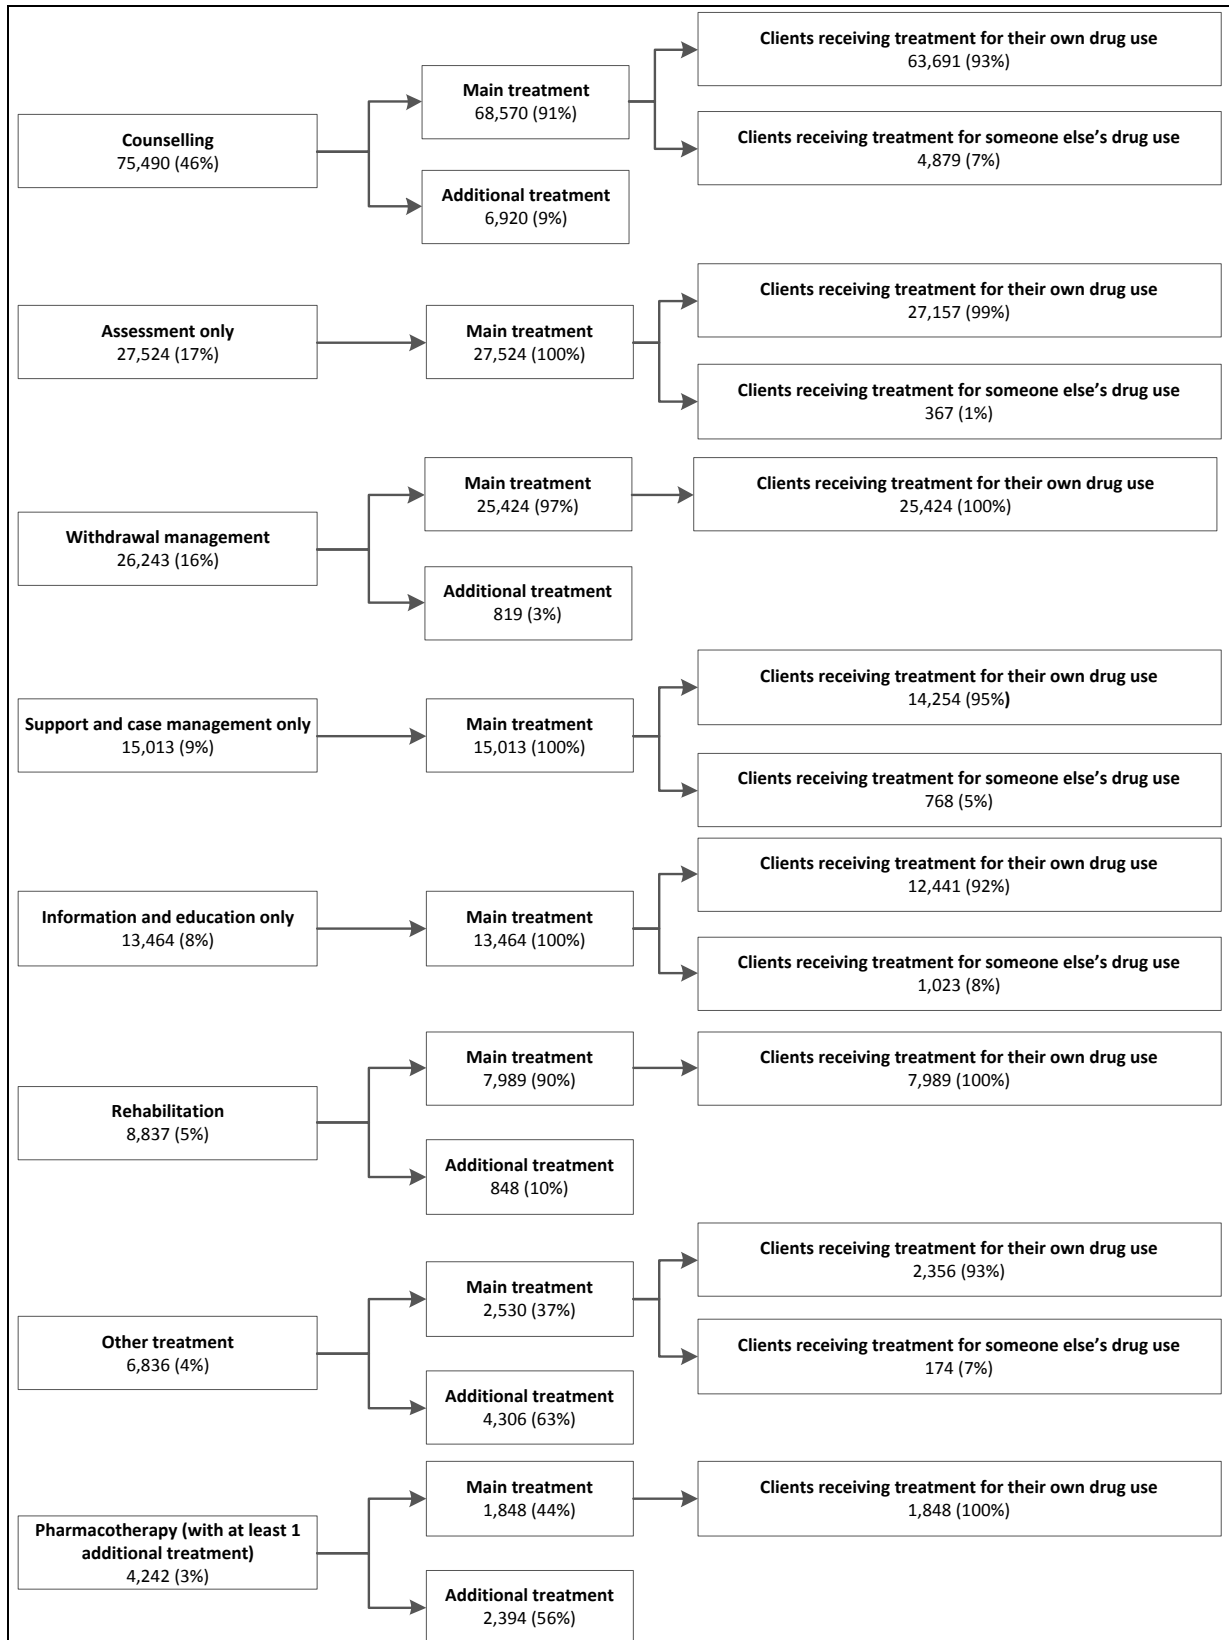 Counselling
75,490 (46%)
Main treatment
68,570 (91%)
Clients receiving treatment for their own drug use
63,691 (93%)
Clients receiving treatment for someone else’s drug use
4,879 (7%)
Additional treatment
6,920 (9%)
Assessment only
27,524 (17%)
Main treatment
27,524 (100%)
Clients receiving treatment for their own drug use
27,157 (99%)
Clients receiving treatment for someone else’s drug use
367 (1%)
Withdrawal management
26,243 (16%)
Main treatment
25,424 (97%)
Clients receiving treatment for their own drug use
25,424 (100%)
Additional treatment
819 (3%)
Support and case management only
15,013 (9%)
Main treatment
15,013 (100%)
Clients receiving treatment for their own drug use
14,254 (95%)
Clients receiving treatment for someone else’s drug use
768 (5%)
Information and education only
13,464 (8%)
Main treatment
13,464 (100%)
Clients receiving treatment for their own drug use
12,441 (92%)
Clients receiving treatment for someone else’s drug use
1,023 (8%)
Rehabilitation
8,837 (5%)
Main treatment
7,989 (90%)
Clients receiving treatment for their own drug use
7,989 (100%)
Additional treatment
848 (10%)
Other treatment
6,836 (4%)
Main treatment
2,530 (37%)
Clients receiving treatment for their own drug use
2,356 (93%)
Clients receiving treatment for someone else’s drug use
174 (7%)
Additional treatment
4,306 (63%)
Pharmacotherapy (with at least 1
additional treatment)
4,242 (3%)
Main treatment
1,848 (44%)
Clients receiving treatment for their own drug use
1,848 (100%)
Additional treatment
2,394 (56%)